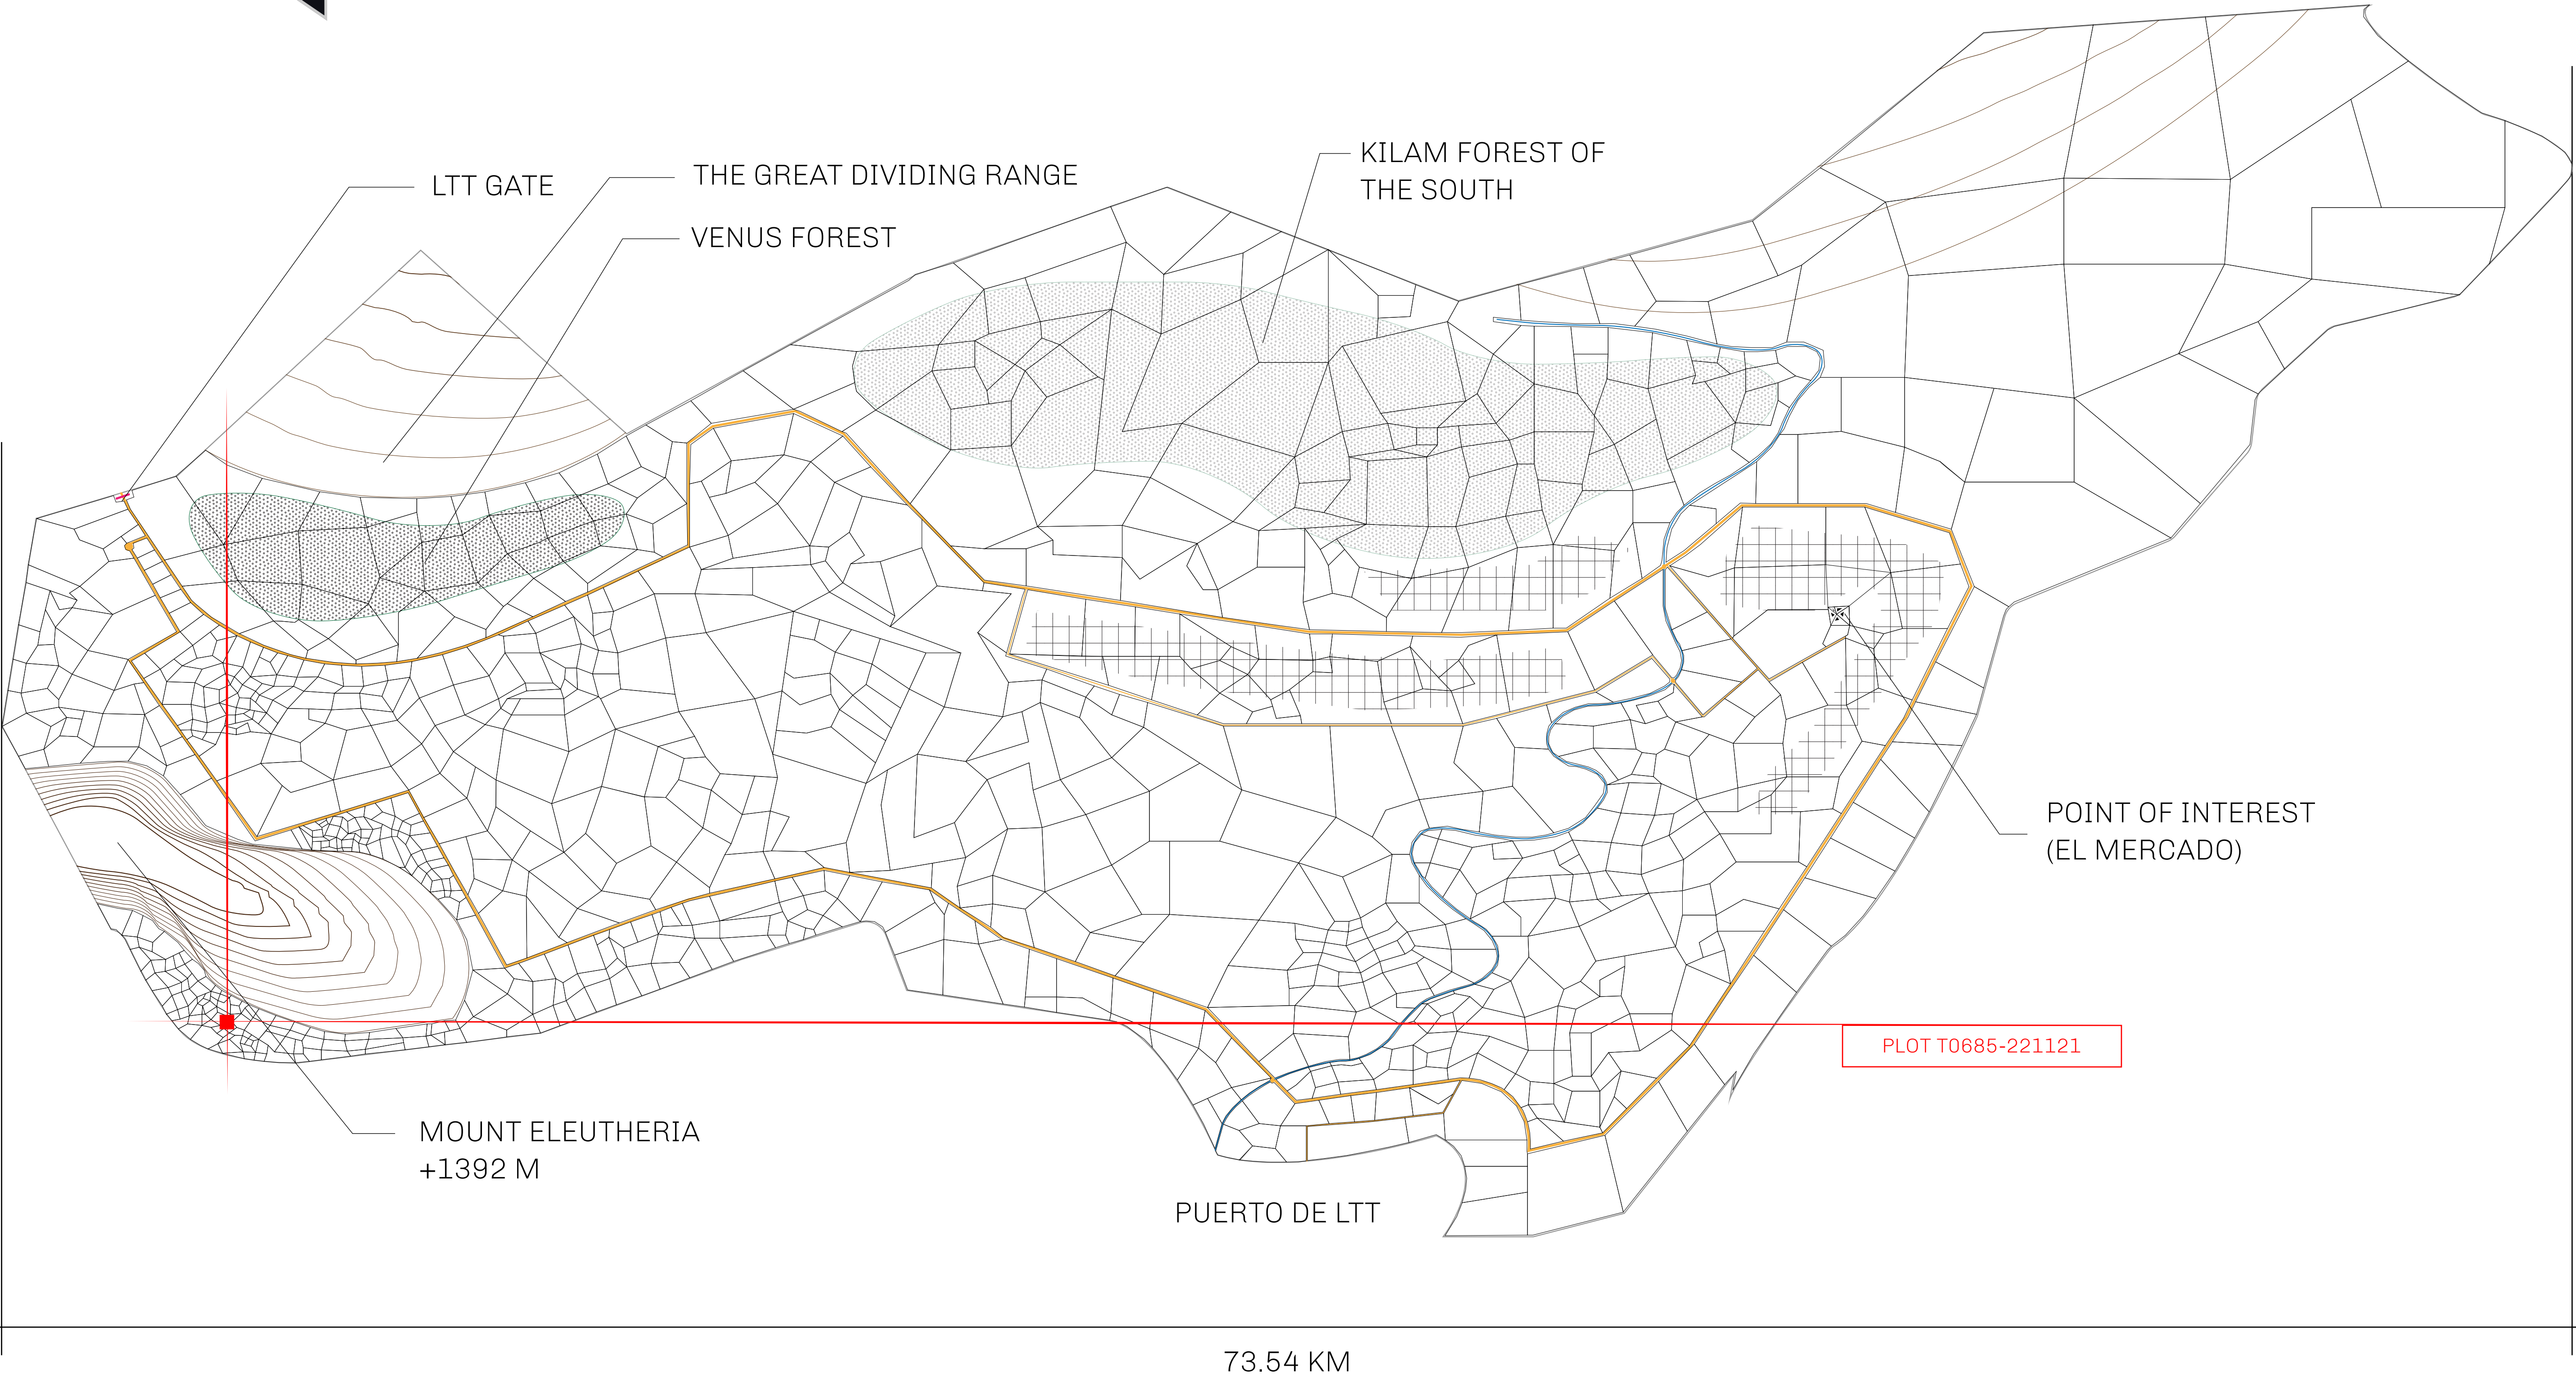 KILAM FOREST OF
THE SOUTH
THE GREAT DIVIDING RANGE
LTT GATE
VENUS FOREST
POINT OF INTEREST
(EL MERCADO)
PLOT T0685-221121
MOUNT ELEUTHERIA
+1392 M
PUERTO DE LTT
73.54 KM